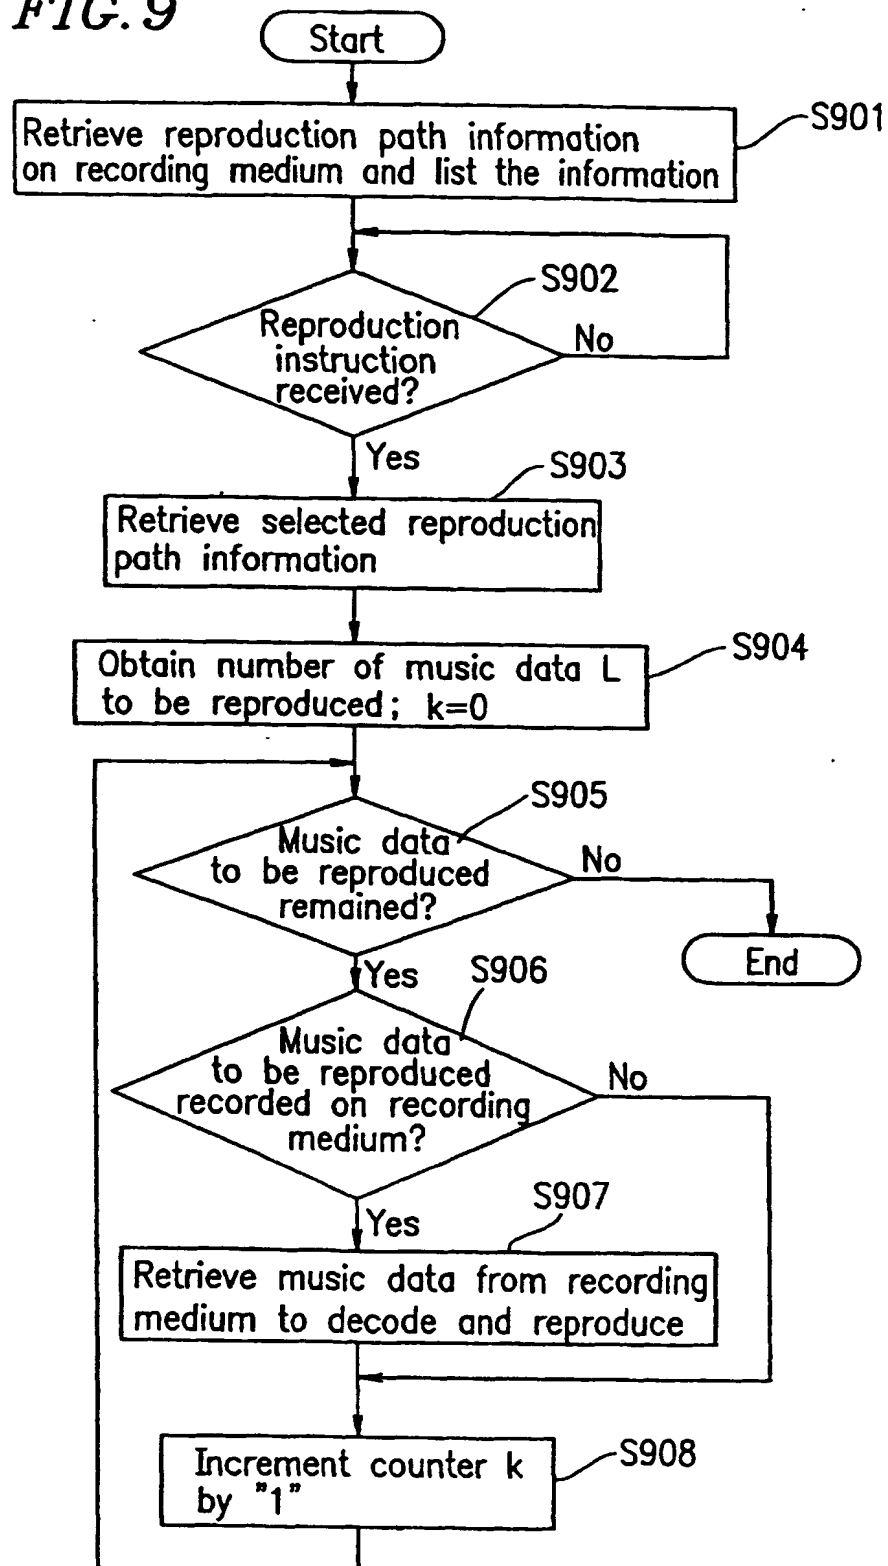 FIG. 9
Start
S901
Retrieve reproduction path information
on recording medium and list the information
S902
Reproduction
instruction
received?
No
Yes
S903
Retrieve selected reproduction
path information
S904
Obtain number of music data L
to be reproduced; k=0
S905
Music data
to be reproduced
remained?
No
End
Yes
S906
Music data
to be reproduced
recorded on recording
medium?
No
Yes
S907
Retrieve music data from recording
medium to decode and reproduce
S908
Increment counter k
by "1"